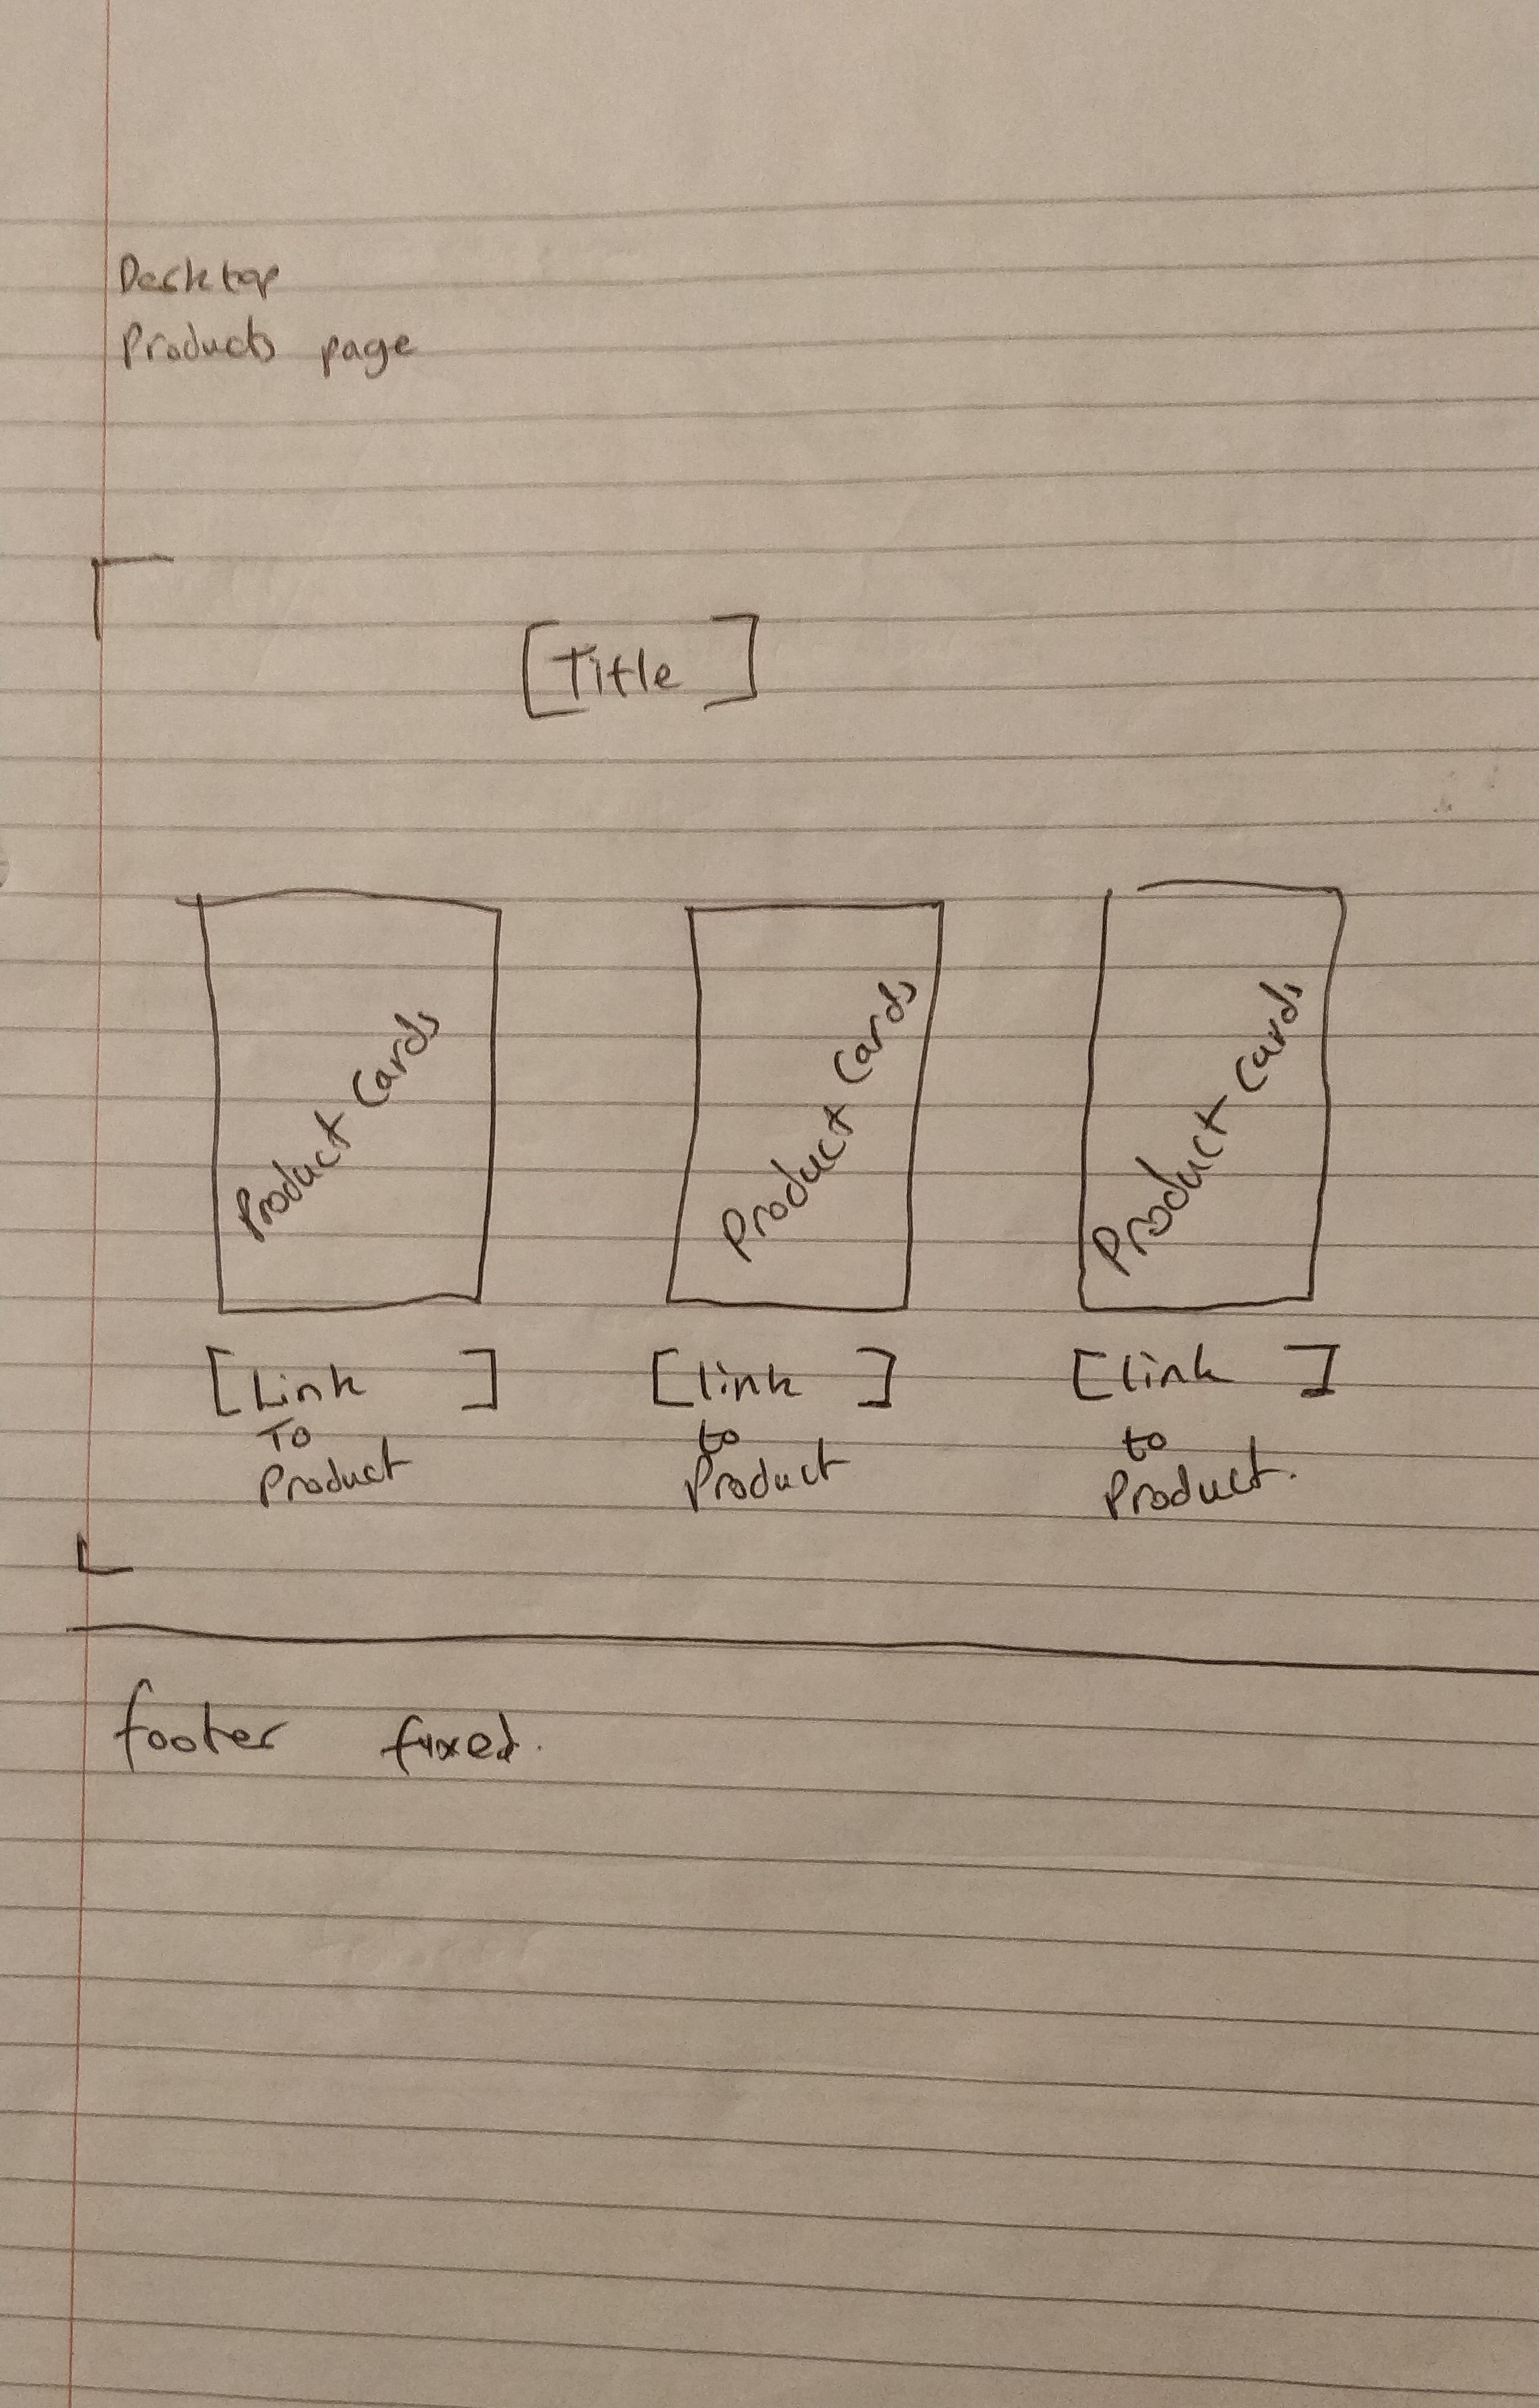 Desktop
Products page
[Title]
Product Cards
Product Cards
Product Cards
[Link]
To
Product
[link]
to
Product
[link]
to
Product.
footer fixed.